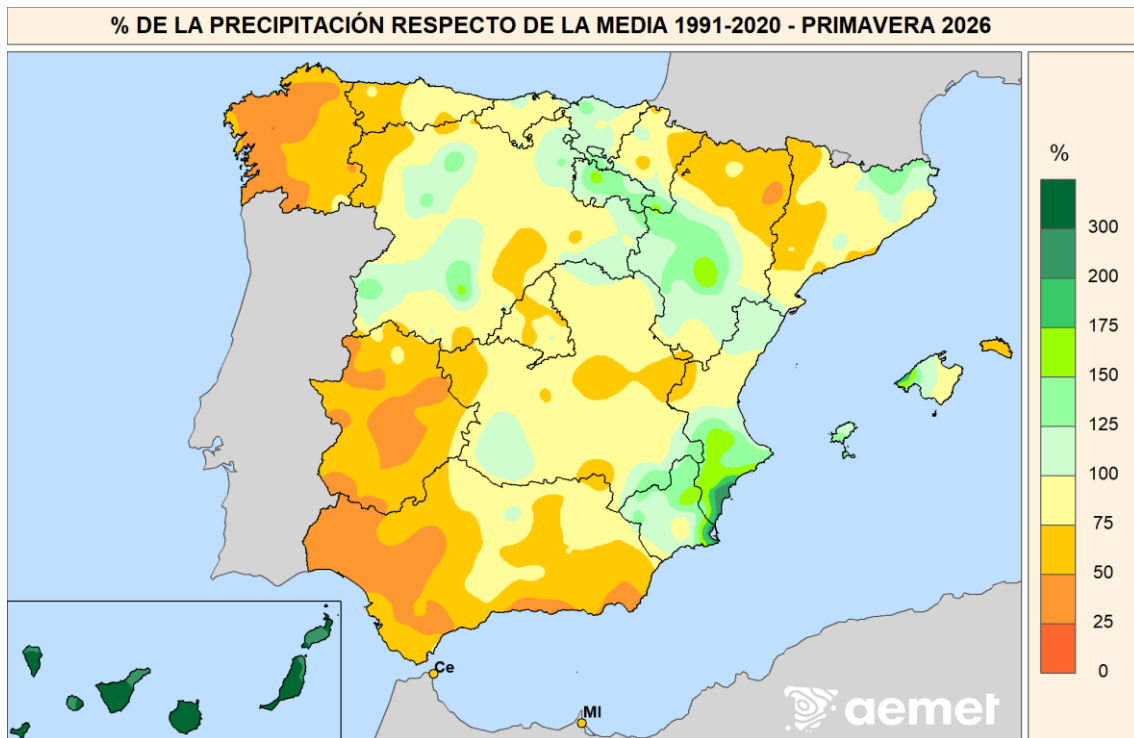 % DE LA PRECIPITACIÓN RESPECTO DE LA MEDIA 1991-2020 - PRIMAVERA 2026
%
300
200
175
150
125
100
75
50
25
0
Ce
Ml
aemet